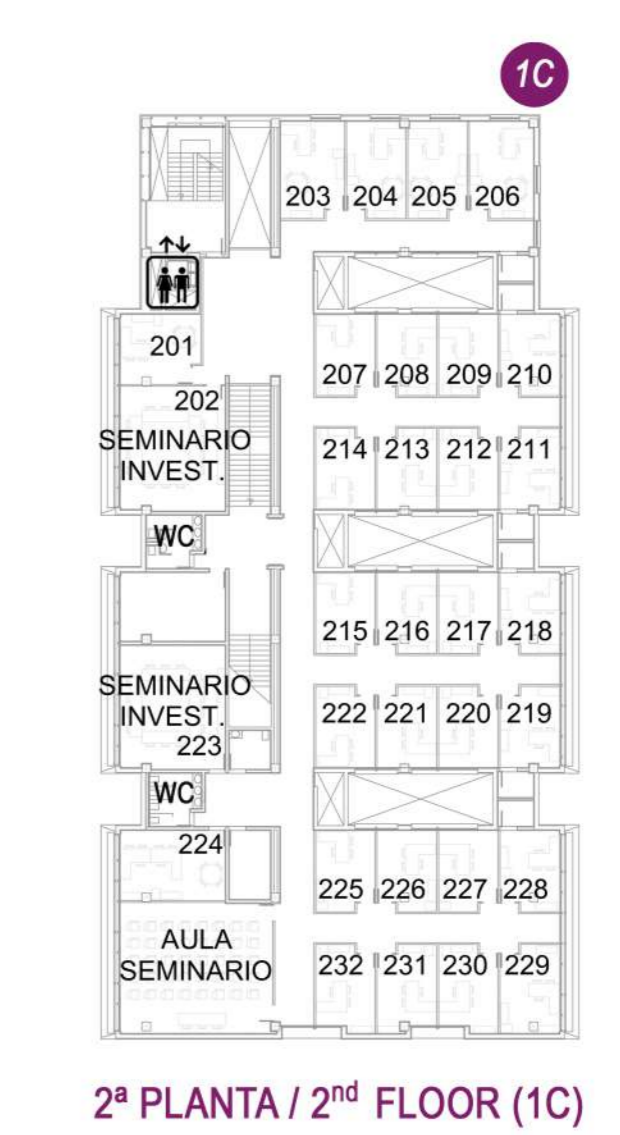 1C
203 204 205 206
201
207 208 209 210
202
SEMINARIO
INVEST.
214 213 212 211
WC
215 216 217 218
SEMINARIO
INVEST.
223
222 221 220 219
WC
224
225 226 227 228
AULA
SEMINARIO
232 231 230 229
2ª PLANTA / 2nd FLOOR (1C)